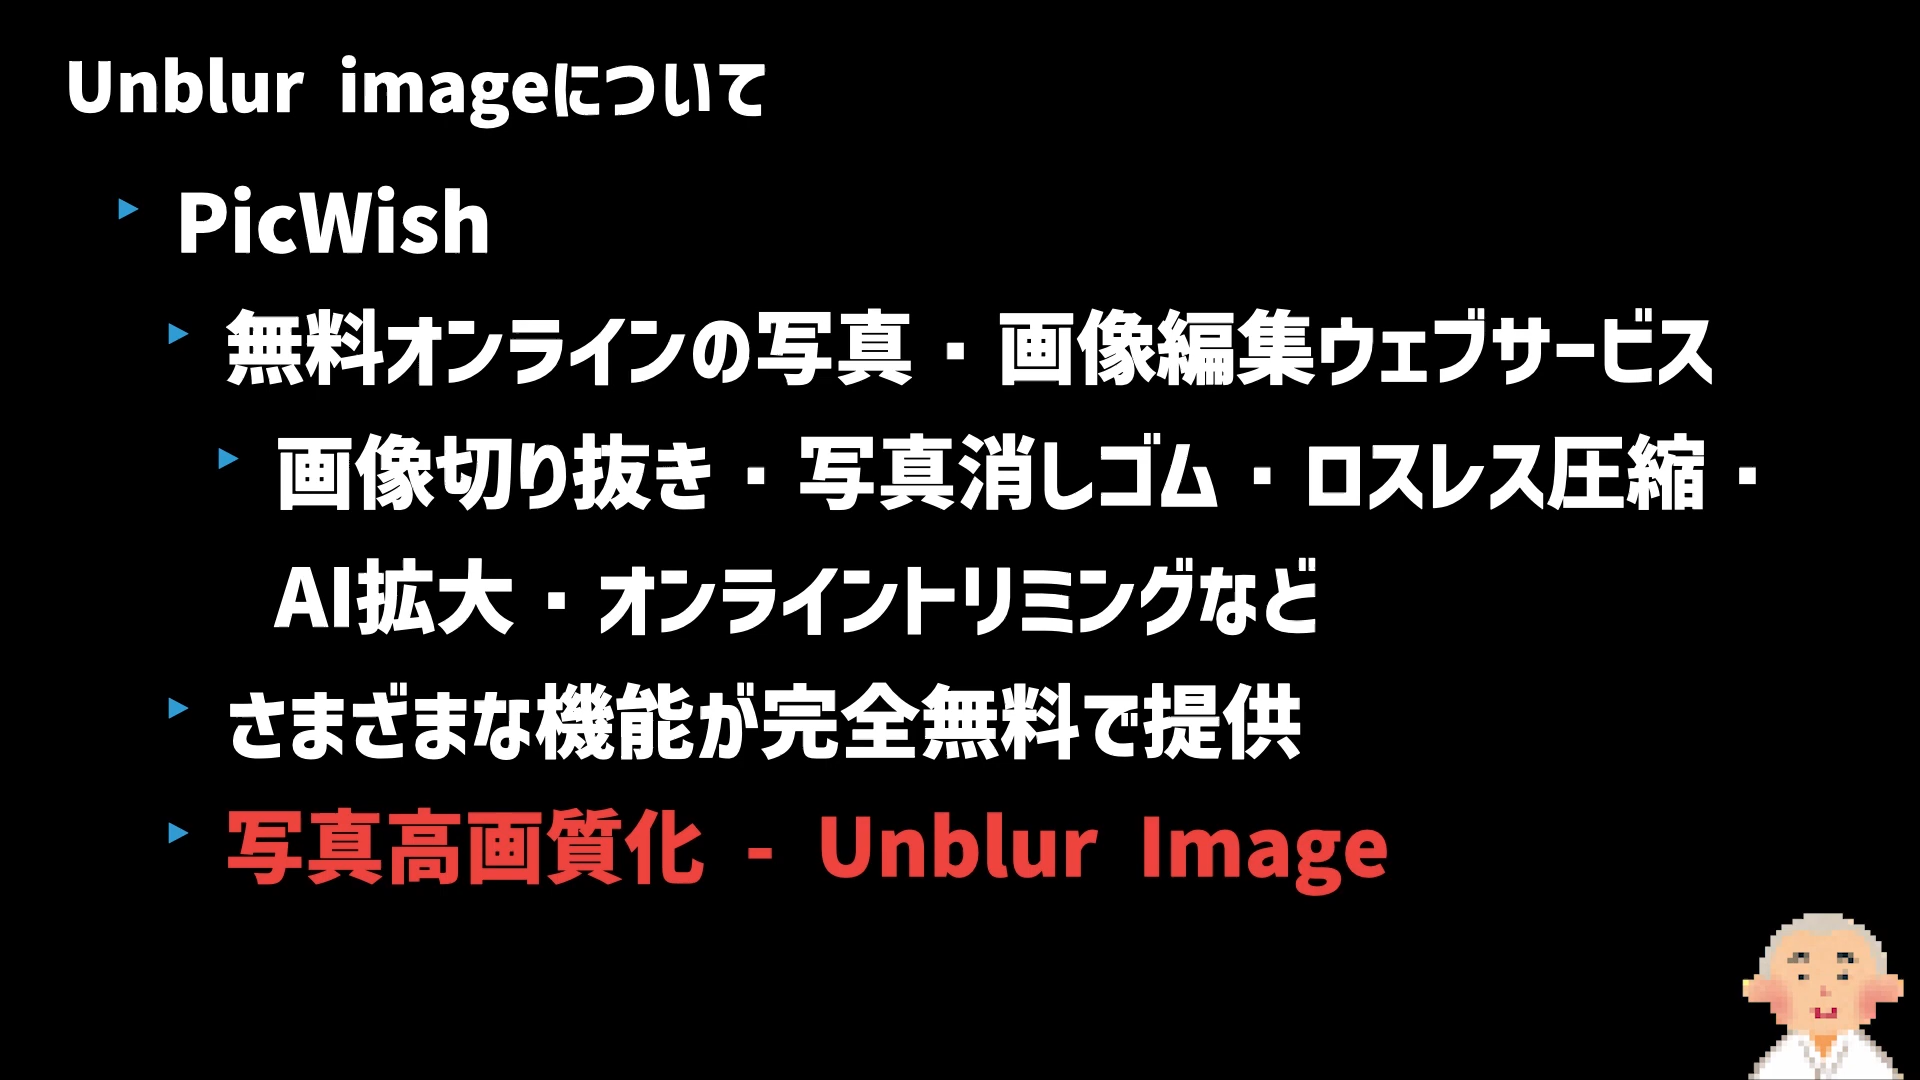 Unblur imageについて
PicWish
無料オンラインの写真・画像編集ウェブサービス
画像切り抜き・写真消しゴム・ロスレス圧縮・
AI拡大・オンライントリミングなど
さまざまな機能が完全無料で提供
写真高画質化 - Unblur Image